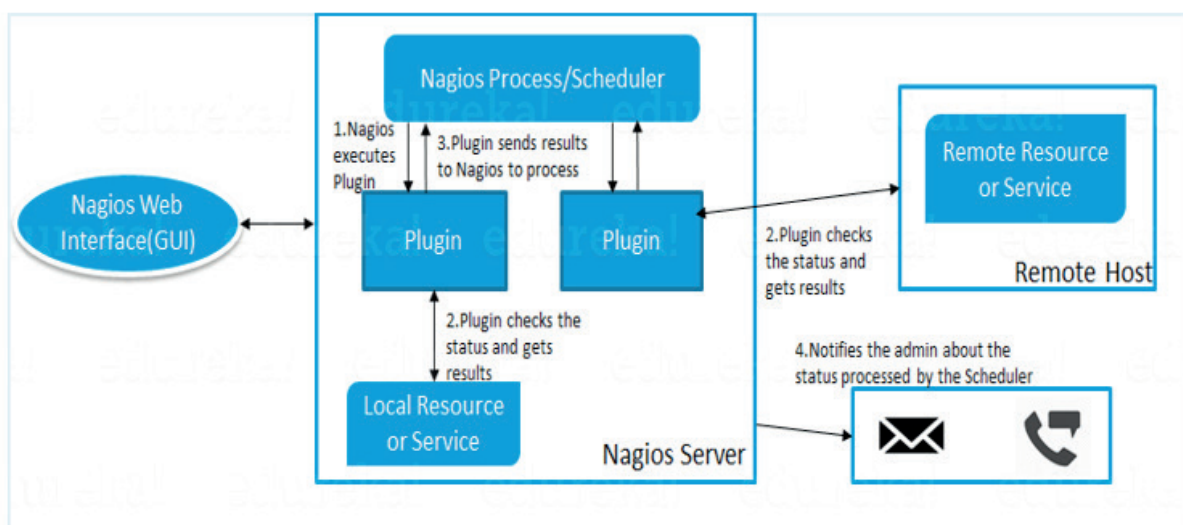 Nagios Process/Scheduler
1.Nagios
executes
Plugin
3.Plugin sends results
to Nagios to process
Nagios Web
Interface(GUI)
Plugin
Plugin
2.Plugin checks the
status and gets
results
Local Resource
or Service
Nagios Server
Remote Resource
or Service
Remote Host
2.Plugin checks
the status and
gets results
4.Notifies the admin about the
status processed by the Scheduler
edureka!